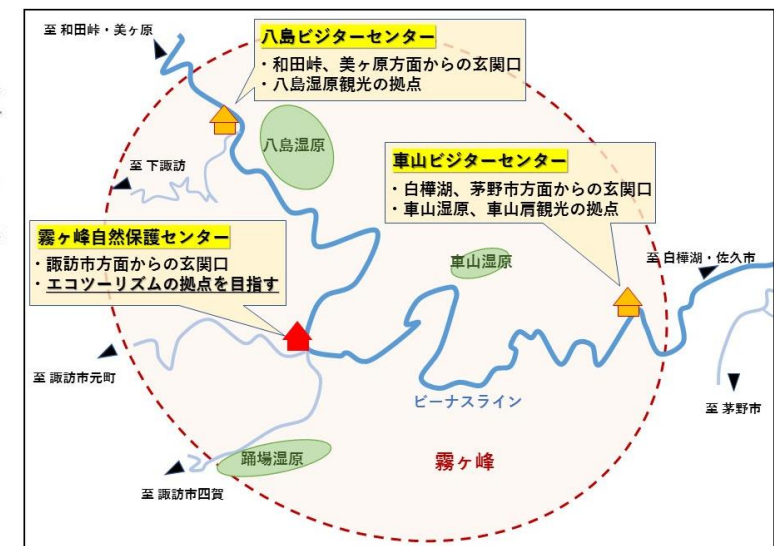 至 和田峠・美ヶ原
八島ビジターセンター
・和田峠、美ヶ原方面からの玄関口
・八島湿原観光の拠点
八島湿原
至 下諏訪
車山ビジターセンター
・白樺湖、茅野市方面からの玄関口
・車山湿原、車山肩観光の拠点
霧ヶ峰自然保護センター
・諏訪市方面からの玄関口
・エコツーリズムの拠点を目指す
車山湿原
至 白樺湖・佐久市
至 諏訪市元町
ビーナスライン
至 茅野市
踊場湿原
霧ヶ峰
至 諏訪市四賀